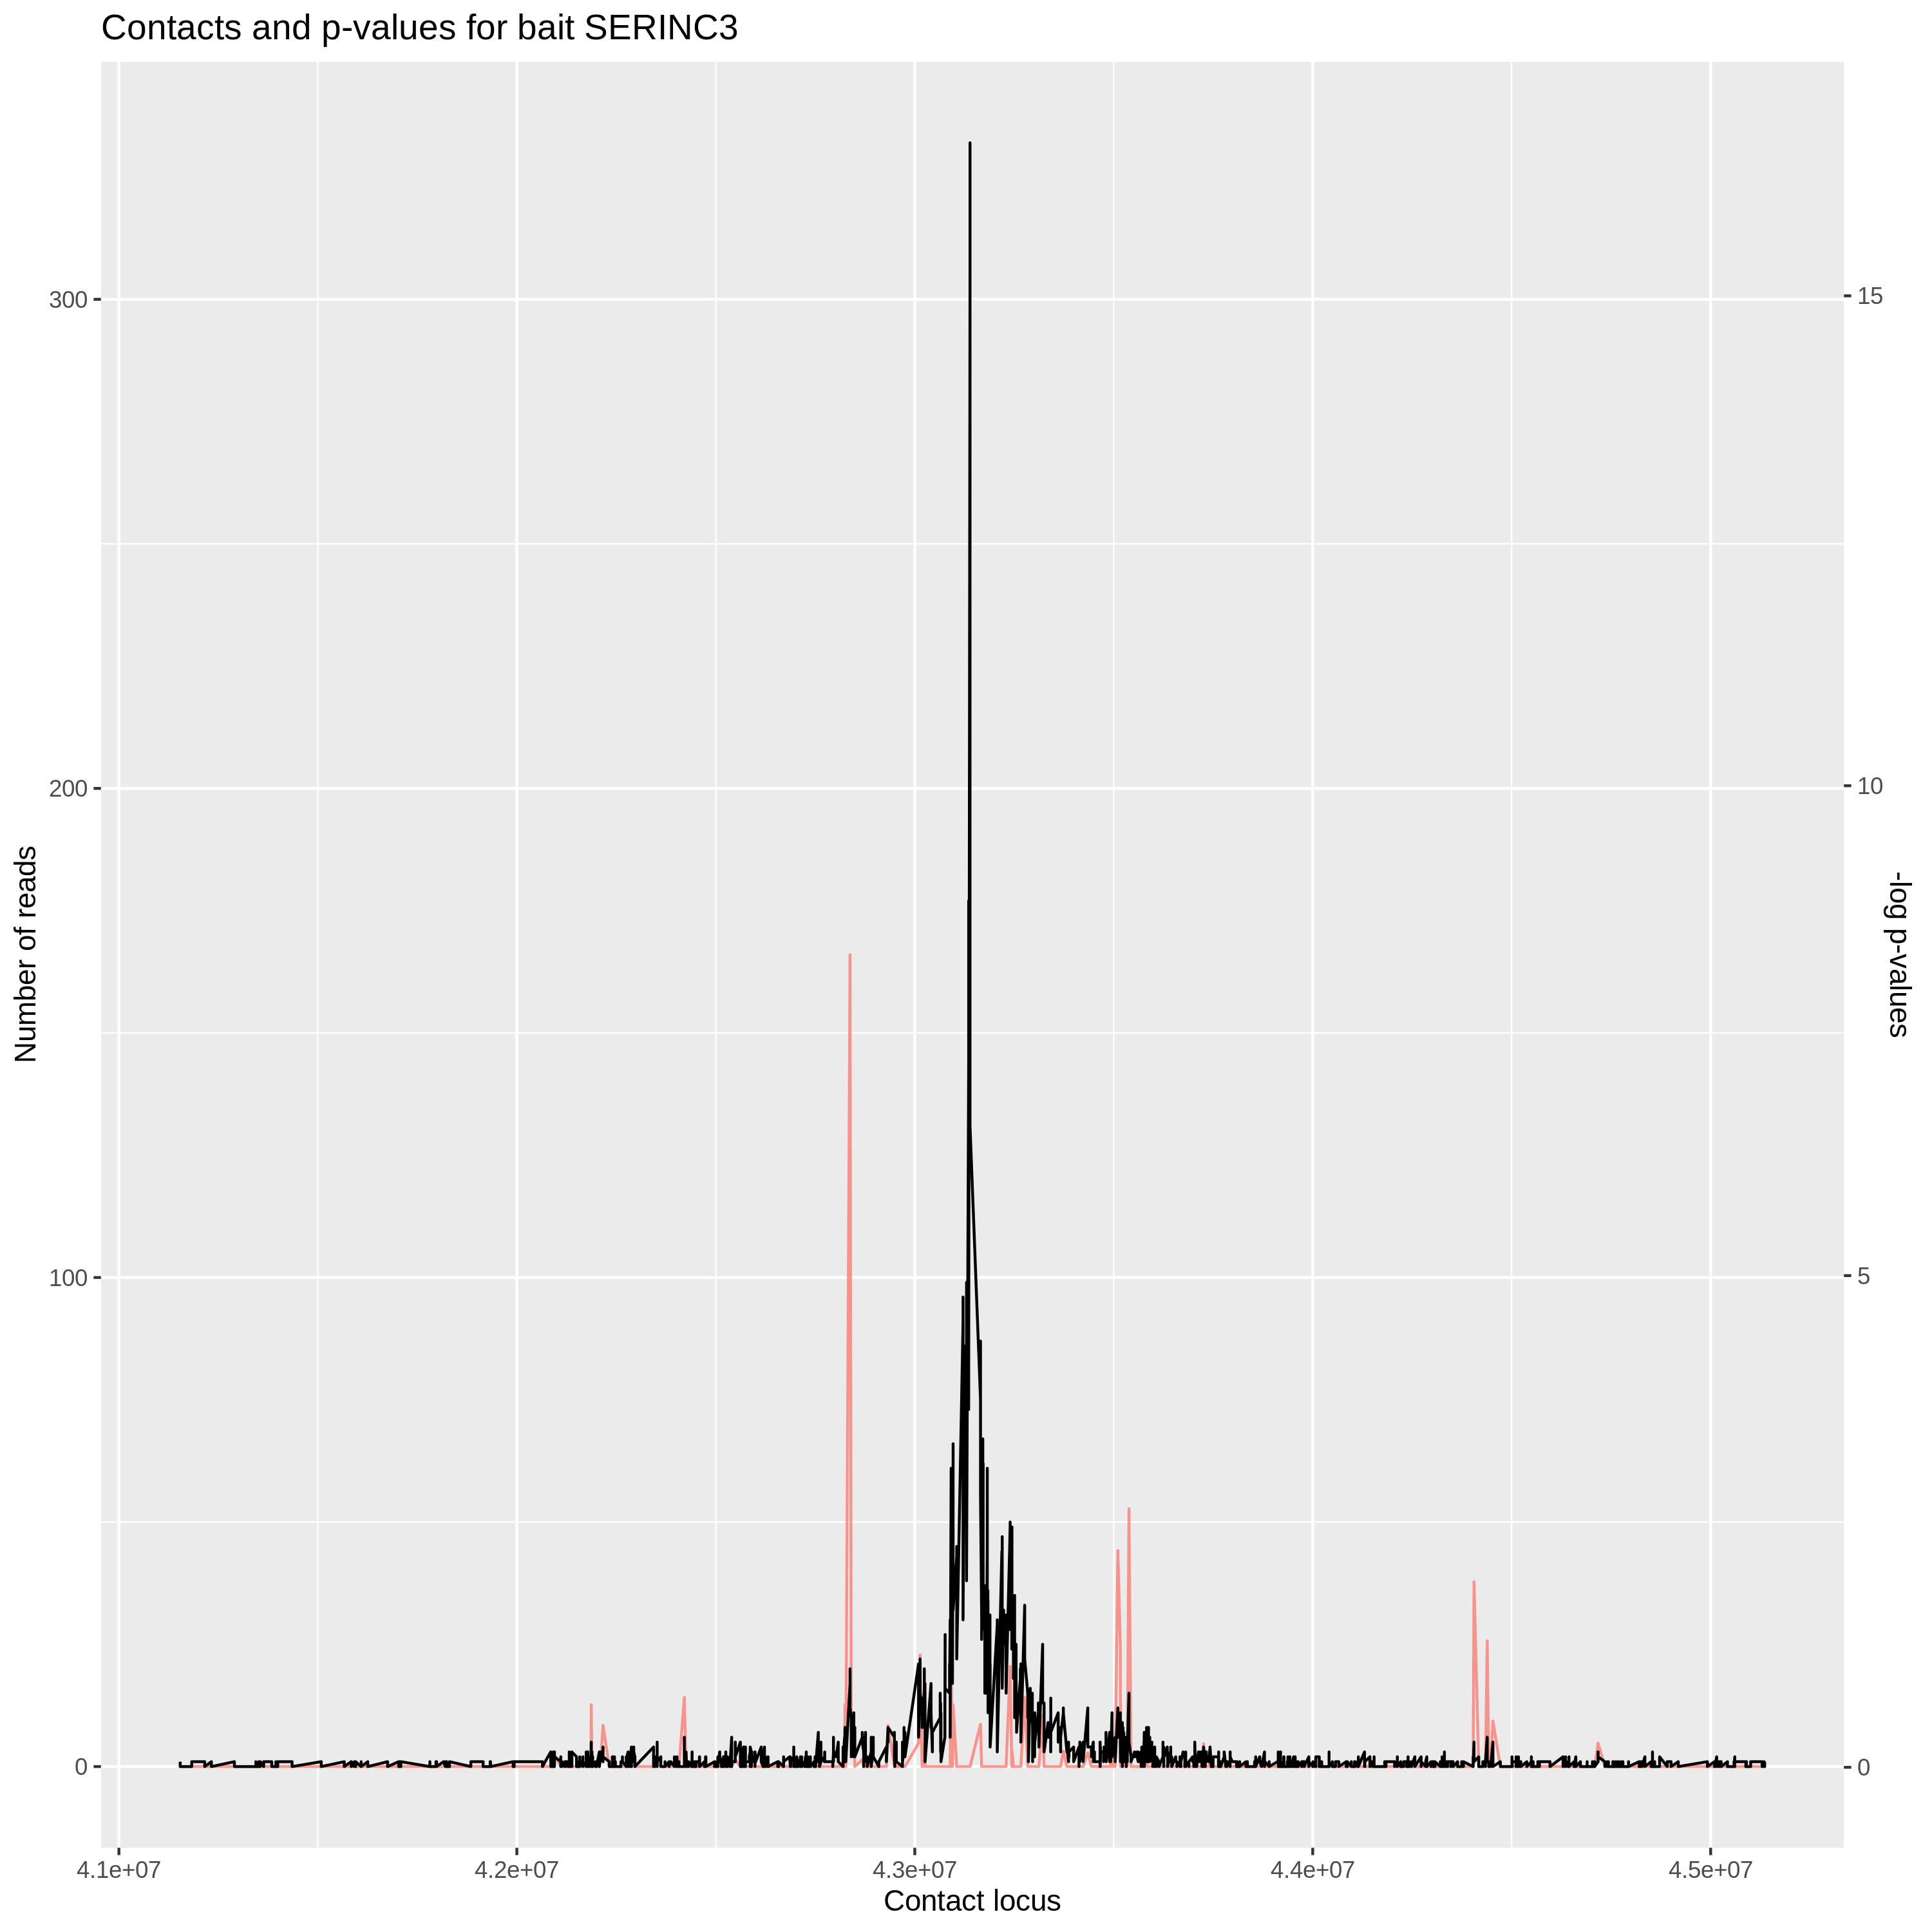 Contacts and p-values for bait SERINC3
300
200
100
0
Number of reads
15
10
5
0
-log p-values
4.1e+07
4.2e+07
4.3e+07
4.4e+07
4.5e+07
Contact locus